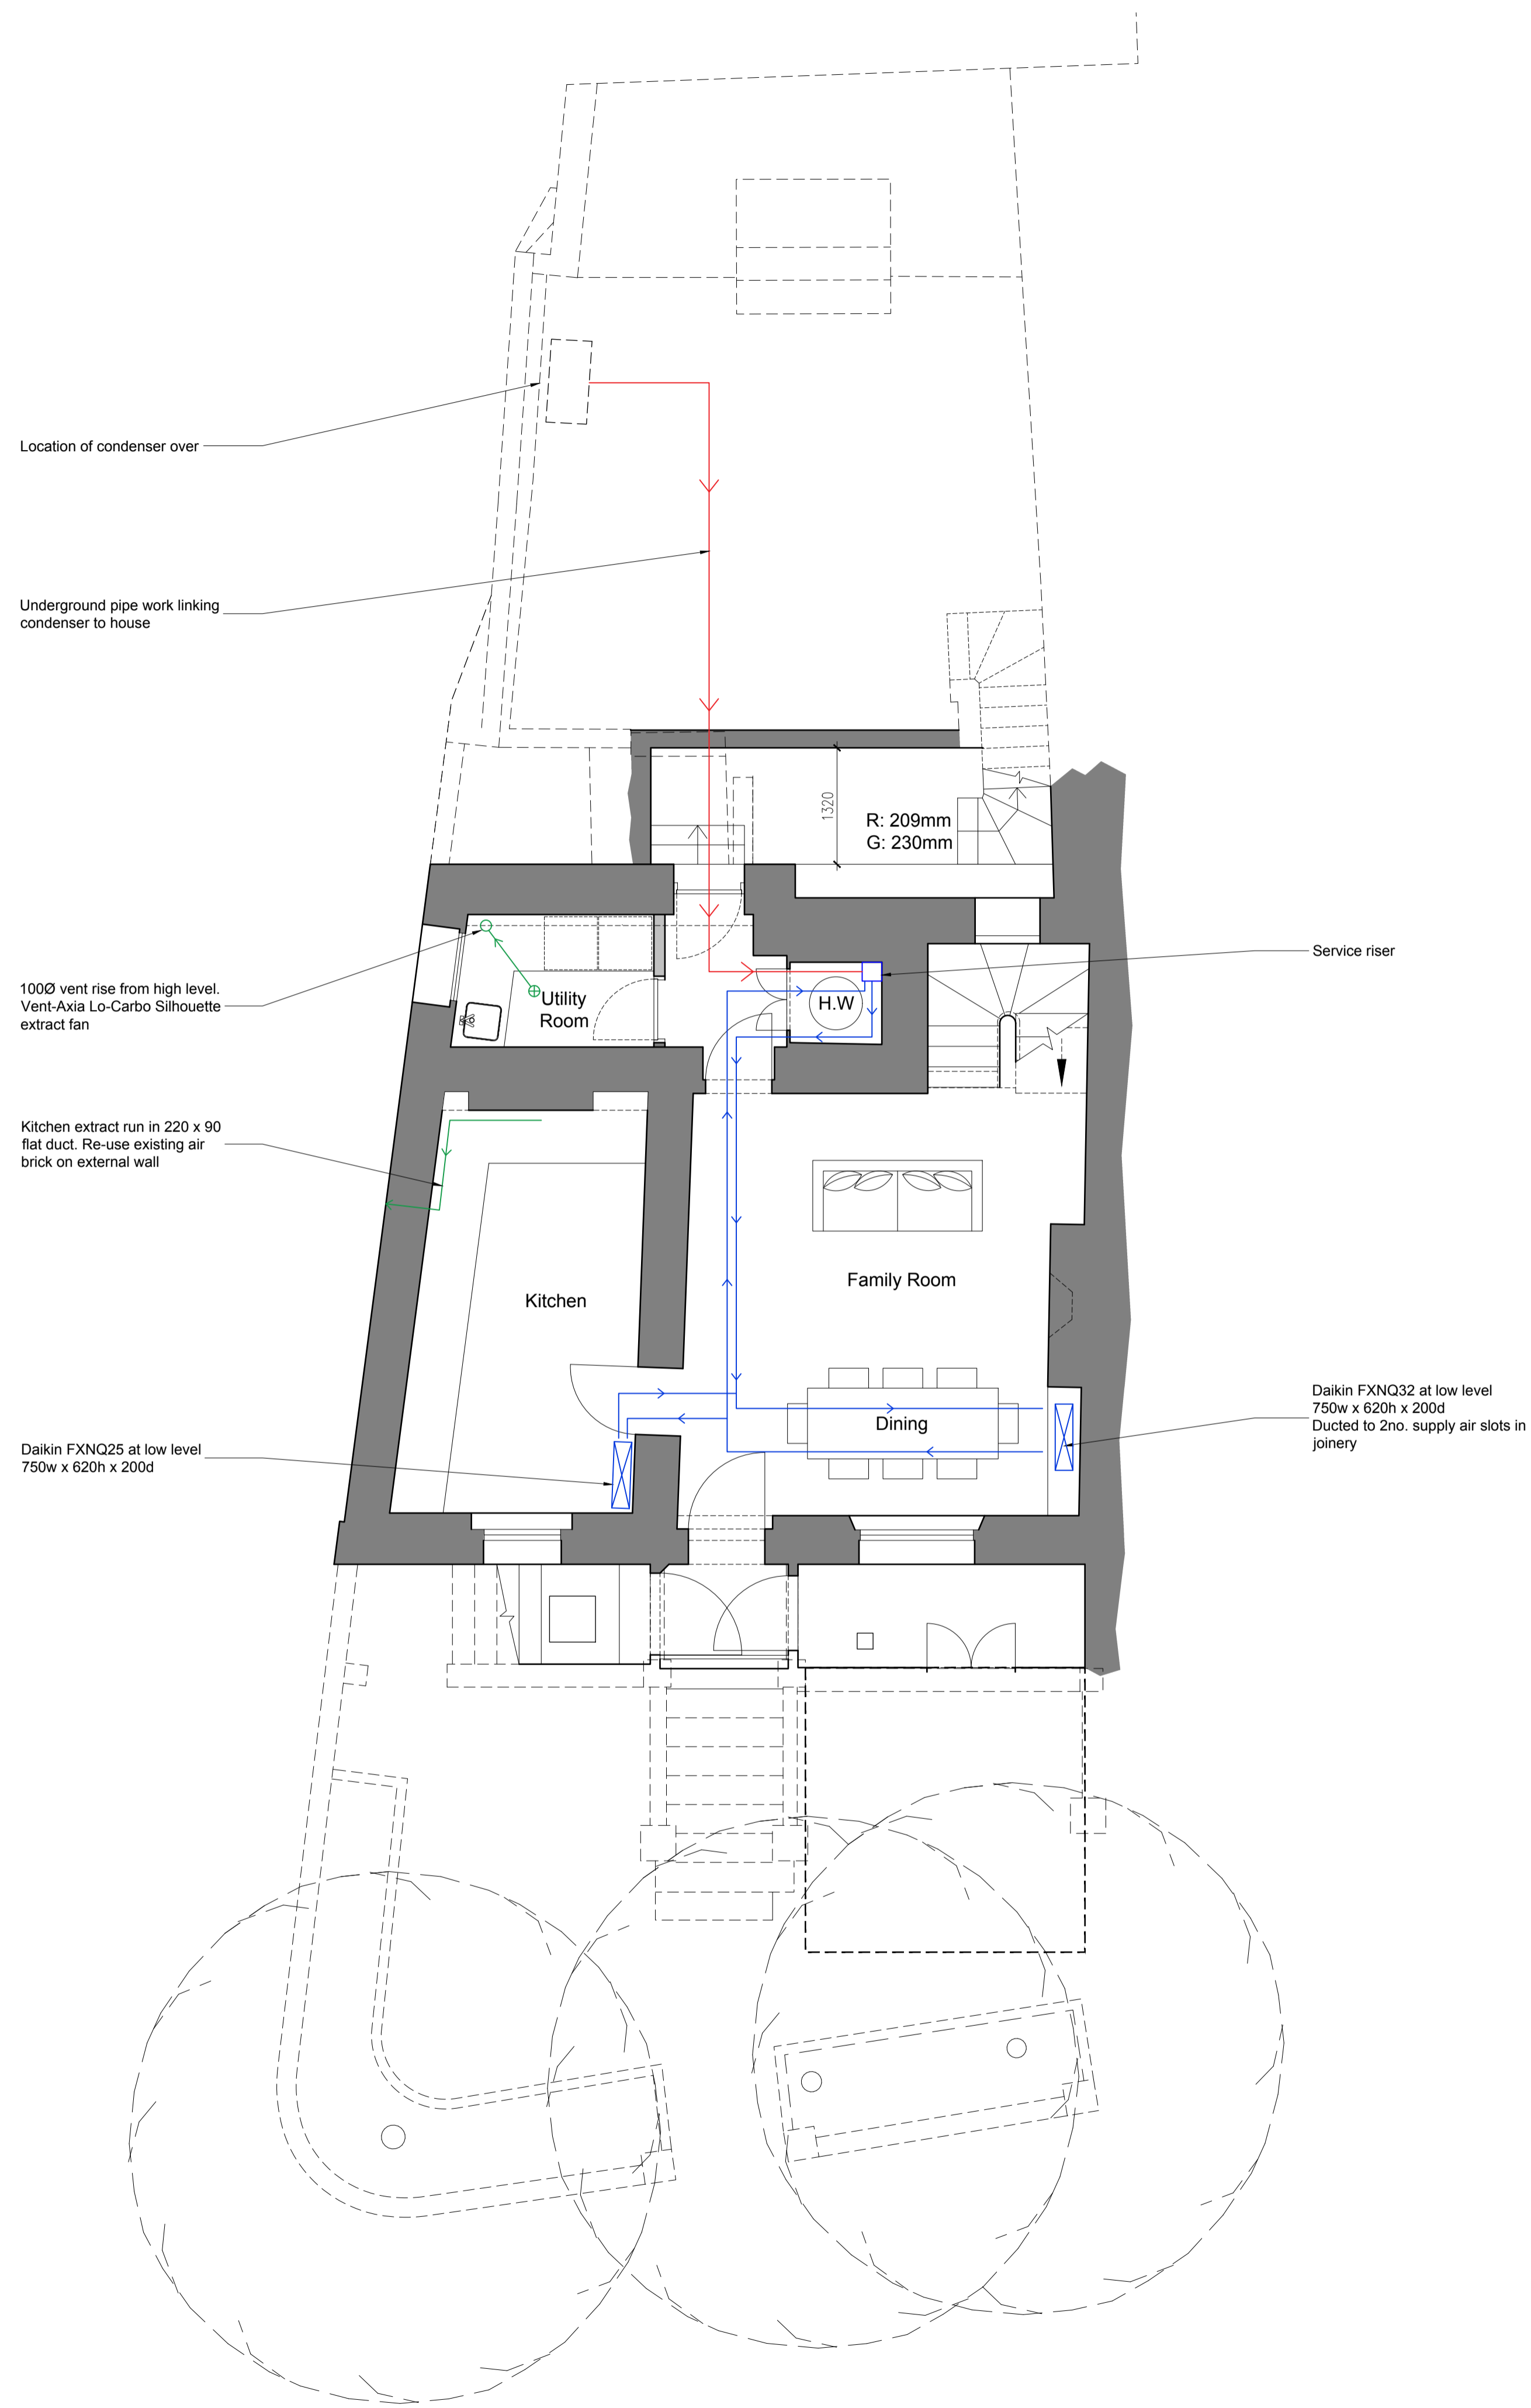 Location of condenser over
Underground pipe work linking
condenser to house
1320
R: 209mm
G: 230mm
Service riser
100Ø vent rise from high level.
Vent-Axia Lo-Carbo Silhouette
extract fan
Utility
Room
H.W
Kitchen extract run in 220 x 90
flat duct. Re-use existing air
brick on external wall
Family Room
Kitchen
Dining
Daikin FXNQ32 at low level
750w x 620h x 200d
Ducted to 2no. supply air slots in
joinery
Daikin FXNQ25 at low level
750w x 620h x 200d